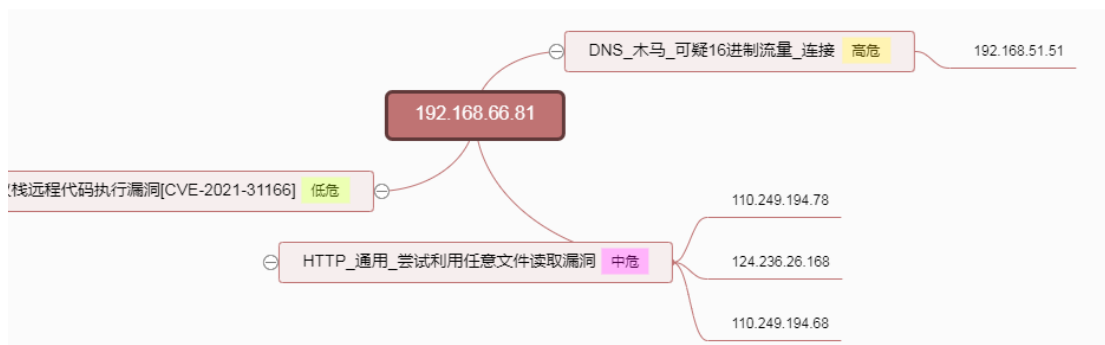 DNS_木马_可疑16进制流量_连接 高危
192.168.51.51
192.168.66.81
栈远程代码执行漏洞[CVE-2021-31166] 低危
110.249.194.78
HTTP_通用_尝试利用任意文件读取漏洞 中危
124.236.26.168
110.249.194.68